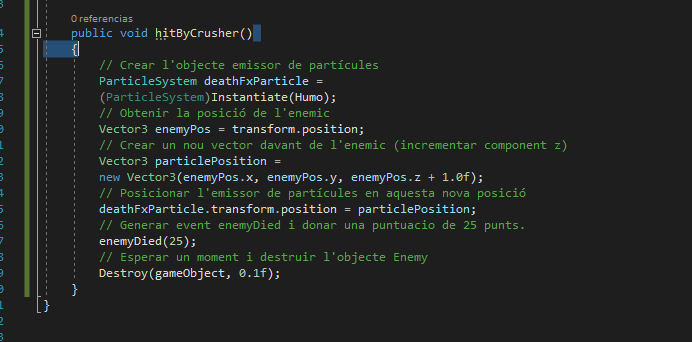 0 referencias
public void hitByCrusher()
{
// Crear l'objecte emissor de partícules
ParticleSystem deathFxParticle =
(ParticleSystem)Instantiate(Humo);
// Obtenir la posició de l'enemic
Vector3 enemyPos = transform.position;
// Crear un nou vector davant de l'enemic (incrementar component z)
Vector3 particlePosition =
new Vector3(enemyPos.x, enemyPos.y, enemyPos.z + 1.0f);
// Posicionar l'emissor de partícules en aquesta nova posició
deathFxParticle.transform.position = particlePosition;
// Generar event enemyDied i donar una puntuacio de 25 punts.
enemyDied(25);
// Esperar un moment i destruir l'objecte Enemy
Destroy(gameObject, 0.1f);
}
}